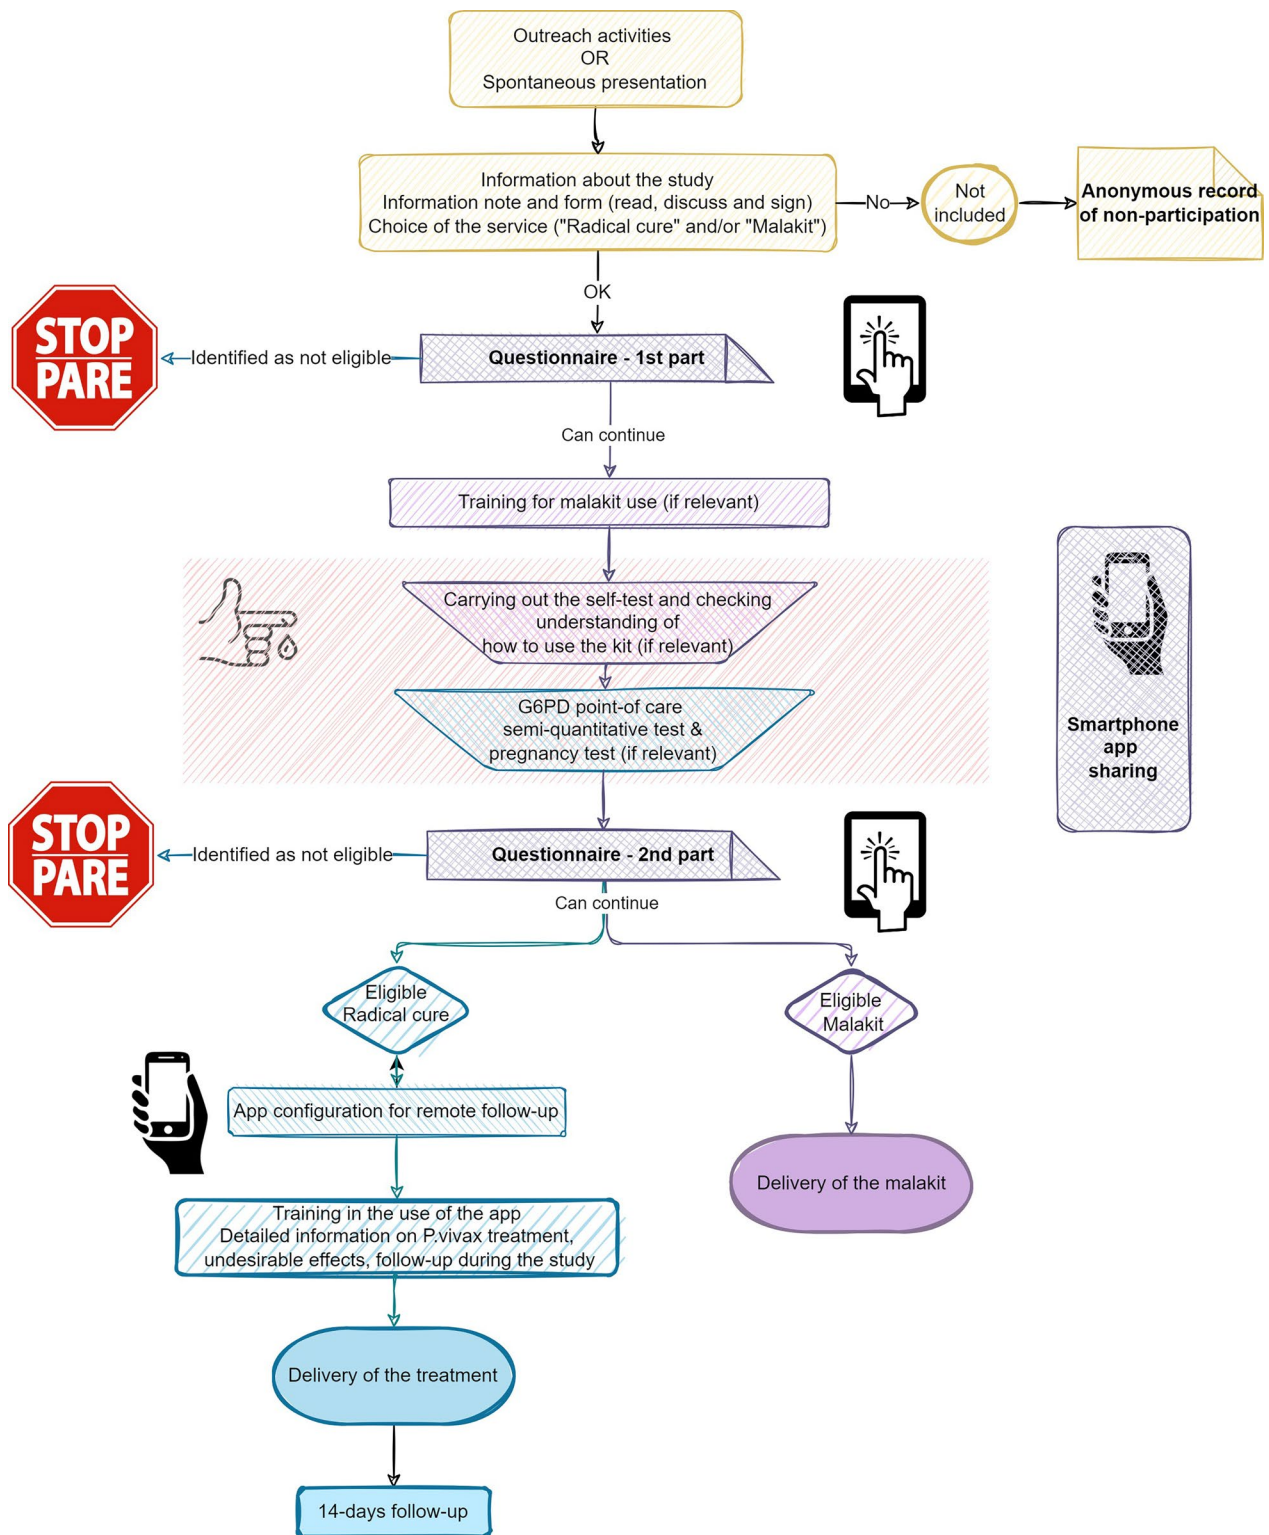 Outreach activities
OR
Spontaneous presentation
Information about the study
Information note and form (read, discuss and sign)
Choice of the service ("Radical cure" and/or "Malakit")
No
Not
included
Anonymous record
of non-participation
OK
STOP
PARE
Identified as not eligible
Questionnaire - 1st part
Can continue
Training for malakit use (if relevant)
Carrying out the self-test and checking
understanding of
how to use the kit (if relevant)
G6PD point-of care
semi-quantitative test &
pregnancy test (if relevant)
Smartphone
app
sharing
STOP
PARE
Identified as not eligible
Questionnaire - 2nd part
Can continue
Eligible
Radical cure
Eligible
Malakit
App configuration for remote follow-up
Delivery of the malakit
Training in the use of the app
Detailed information on P.vivax treatment,
undesirable effects, follow-up during the study
Delivery of the treatment
14-days follow-up